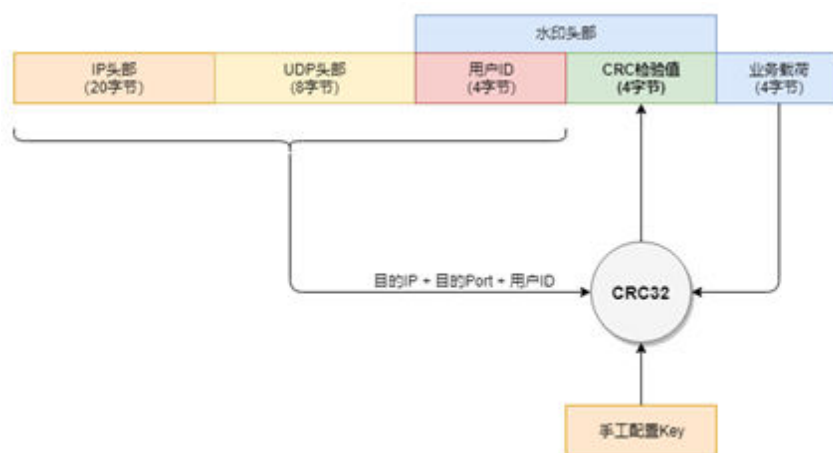 水印头部
IP头部
(20字节)
UDP头部
(8字节)
用户ID
(4字节)
CRC检验值
(4字节)
业务载荷
(4字节)
目的IP + 目的Port + 用户ID
CRC32
手工配置Key